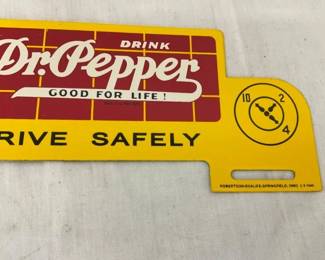 DRINK
Dr.Pepper
GOOD FOR LIFE!
10 2
4
RIVE SAFELY